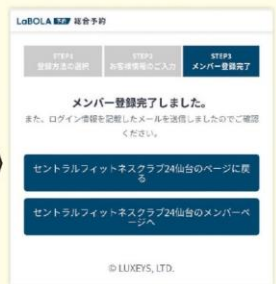 LaBOLA 予約 総合予約
STEP1
登録方法の選択
STEP2
お客様情報のご入力
STEP3
メンバー登録完了
メンバー登録完了しました。
また、ログイン情報を記載したメールを送信しましたのでご確認
ください。
セントラルフィットネスクラブ24仙台のページに戻
る
セントラルフィットネスクラブ24仙台のメンバーペ
ージへ
© LUXEYS, LTD.